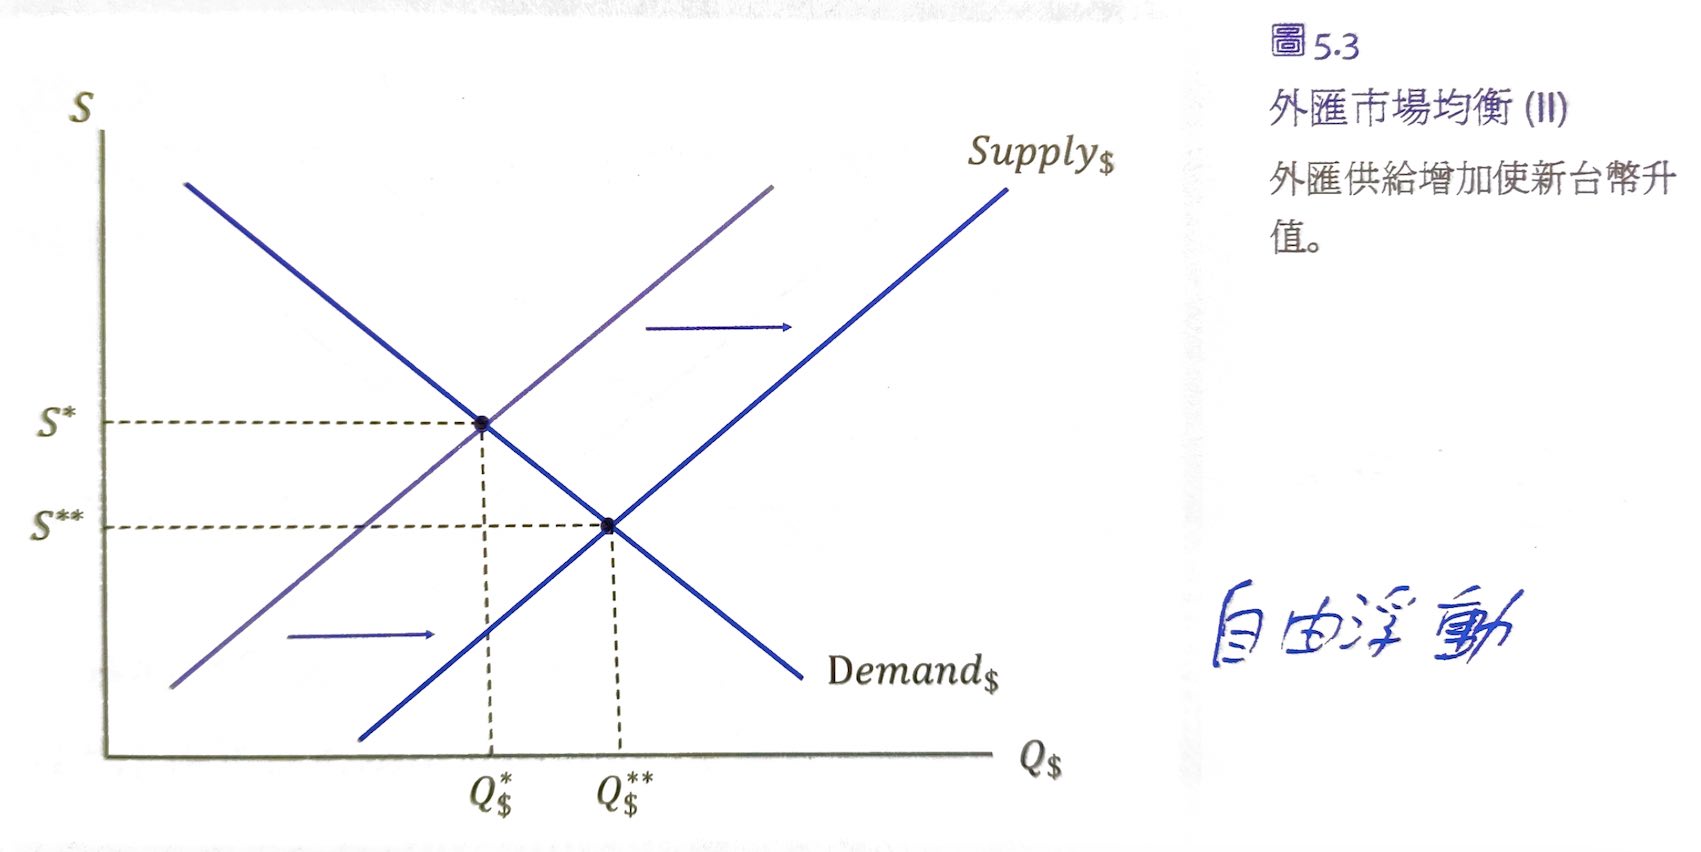 圖 5.3
外匯市場均衡 (II)
外匯供給增加使新台幣升
值。
S
Supply$
S*
S**
自由浮動
Demand$
Q$
Q$* Q$**